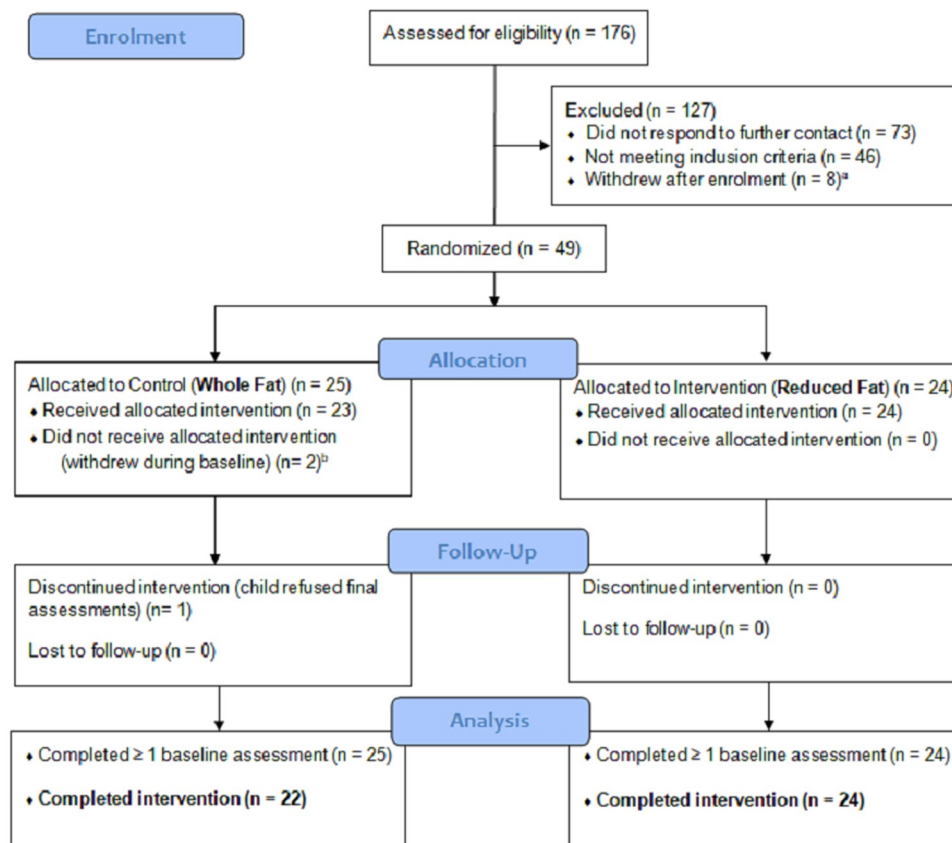 Enrolment
Assessed for eligibility (n = 176)
Excluded (n = 127)
♦ Did not respond to further contact (n = 73)
♦ Not meeting inclusion criteria (n = 46)
♦ Withdrew after enrolment (n = 8)ª
Randomized (n = 49)
Allocation
Allocated to Control (Whole Fat) (n = 25)
♦ Received allocated intervention (n = 23)
♦ Did not receive allocated intervention
(withdrew during baseline) (n= 2)ᵇ
Allocated to Intervention (Reduced Fat) (n = 24)
♦ Received allocated intervention (n = 24)
♦ Did not receive allocated intervention (n = 0)
Follow-Up
Discontinued intervention (child refused final
assessments) (n= 1)
Lost to follow-up (n = 0)
Discontinued intervention (n = 0)
Lost to follow-up (n = 0)
Analysis
♦ Completed ≥ 1 baseline assessment (n = 25)
♦ Completed intervention (n = 22)
♦ Completed ≥ 1 baseline assessment (n = 24)
♦ Completed intervention (n = 24)